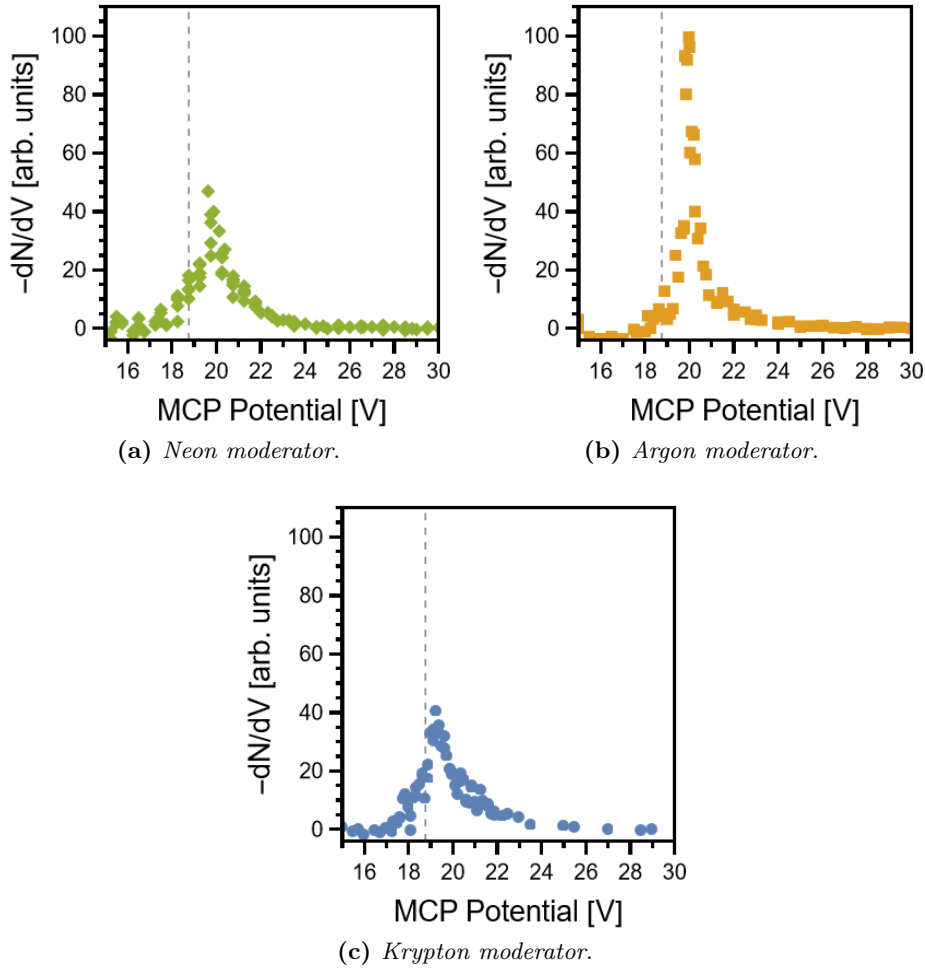 100
80
60
40
20
0
–dN/dV [arb. units]
16 18 20 22 24 26 28 30
MCP Potential [V]
(a) Neon moderator.
100
80
60
40
20
0
–dN/dV [arb. units]
16 18 20 22 24 26 28 30
MCP Potential [V]
(b) Argon moderator.
100
80
60
40
20
0
–dN/dV [arb. units]
16 18 20 22 24 26 28 30
MCP Potential [V]
(c) Krypton moderator.